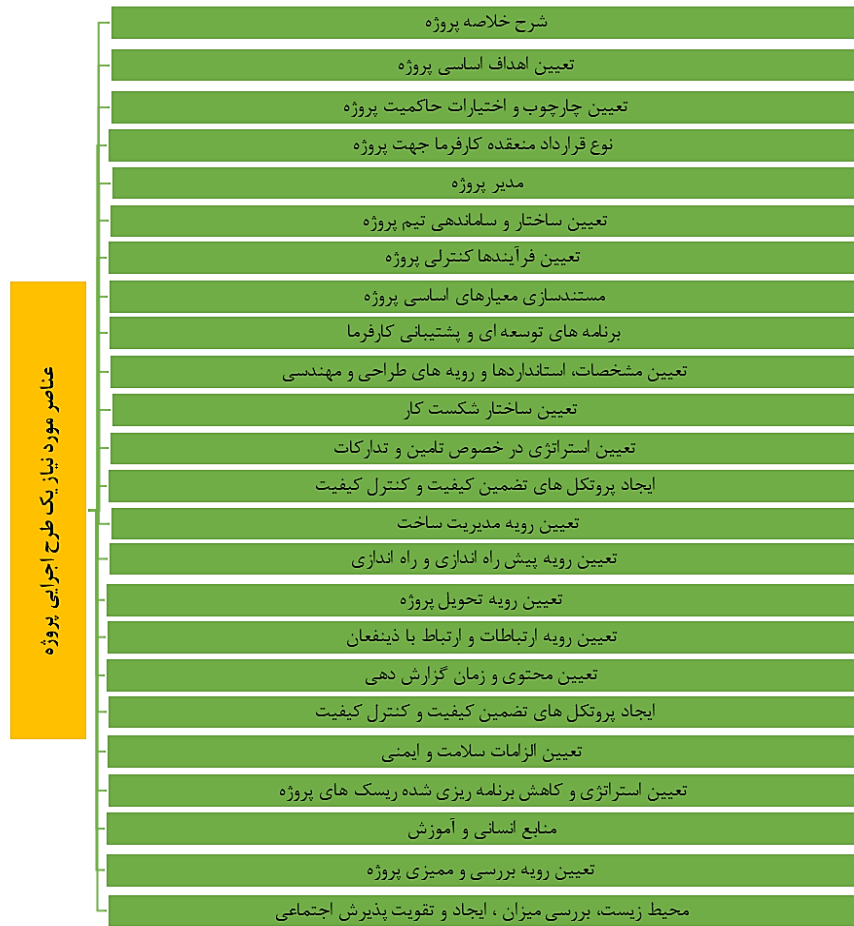 شرح خلاصه پروژه
تعیین اهداف اساسی پروژه
تعیین چارچوب و اختیارات حاکمیت پروژه
نوع قرارداد منعقده کارفرما جهت پروژه
مدیر پروژه
تعیین ساختار و ساماندهی تیم پروژه
تعیین فرآیندها کنترلی پروژه
مستندسازی معیارهای اساسی پروژه
برنامه های توسعه ای و پشتیبانی کارفرما
تعیین مشخصات، استانداردها و رویه های طراحی و مهندسی
تعیین ساختار شکست کار
تعیین استراتژی در خصوص تامین و تدارکات
ایجاد پروتکل های تضمین کیفیت و کنترل کیفیت
تعیین رویه مدیریت ساخت
تعیین رویه پیش راه اندازی و راه اندازی
تعیین رویه تحویل پروژه
تعیین رویه ارتباطات و ارتباط با ذینفعان
تعیین محتوی و زمان گزارش دهی
ایجاد پروتکل های تضمین کیفیت و کنترل کیفیت
تعیین الزامات سلامت و ایمنی
تعیین استراتژی و کاهش برنامه ریزی شده ریسک های پروژه
منابع انسانی و آموزش
تعیین رویه بررسی و ممیزی پروژه
محیط زیست، بررسی میزان ، ایجاد و تقویت پذیرش اجتماعی
عناصر مورد نیاز یک طرح اجرایی پروژه